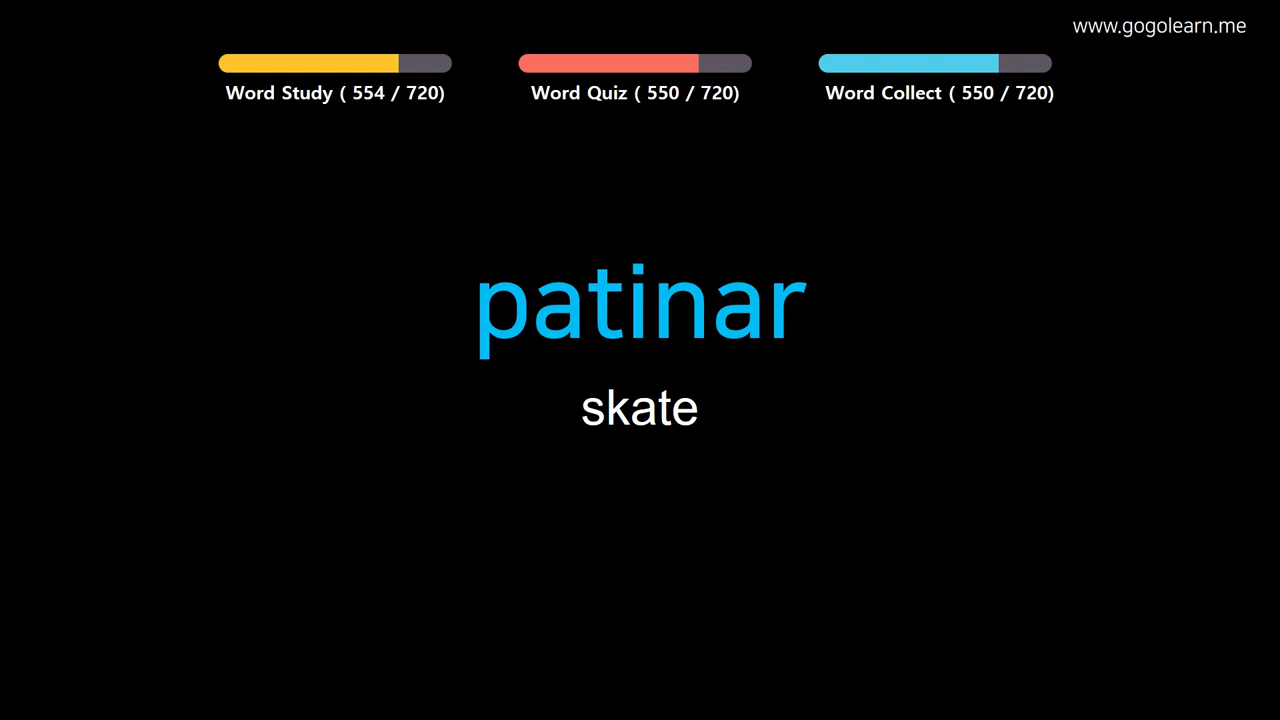 www.gogolearn.me
Word Study ( 554 / 720)
Word Quiz ( 550 / 720)
Word Collect ( 550 / 720)
patinar
skate